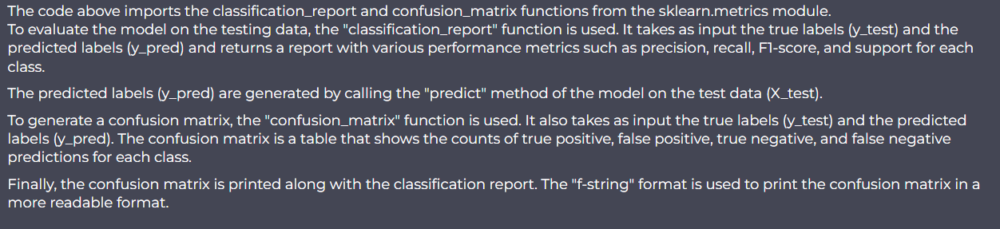 The code above imports the classification_report and confusion_matrix functions from the sklearn.metrics module.
To evaluate the model on the testing data, the "classification_report" function is used. It takes as input the true labels (y_test) and the
predicted labels (y_pred) and returns a report with various performance metrics such as precision, recall, F1-score, and support for each
class.
The predicted labels (y_pred) are generated by calling the "predict" method of the model on the test data (X_test).
To generate a confusion matrix, the "confusion_matrix" function is used. It also takes as input the true labels (y_test) and the predicted
labels (y_pred). The confusion matrix is a table that shows the counts of true positive, false positive, true negative, and false negative
predictions for each class.
Finally, the confusion matrix is printed along with the classification report. The "f-string" format is used to print the confusion matrix in a
more readable format.